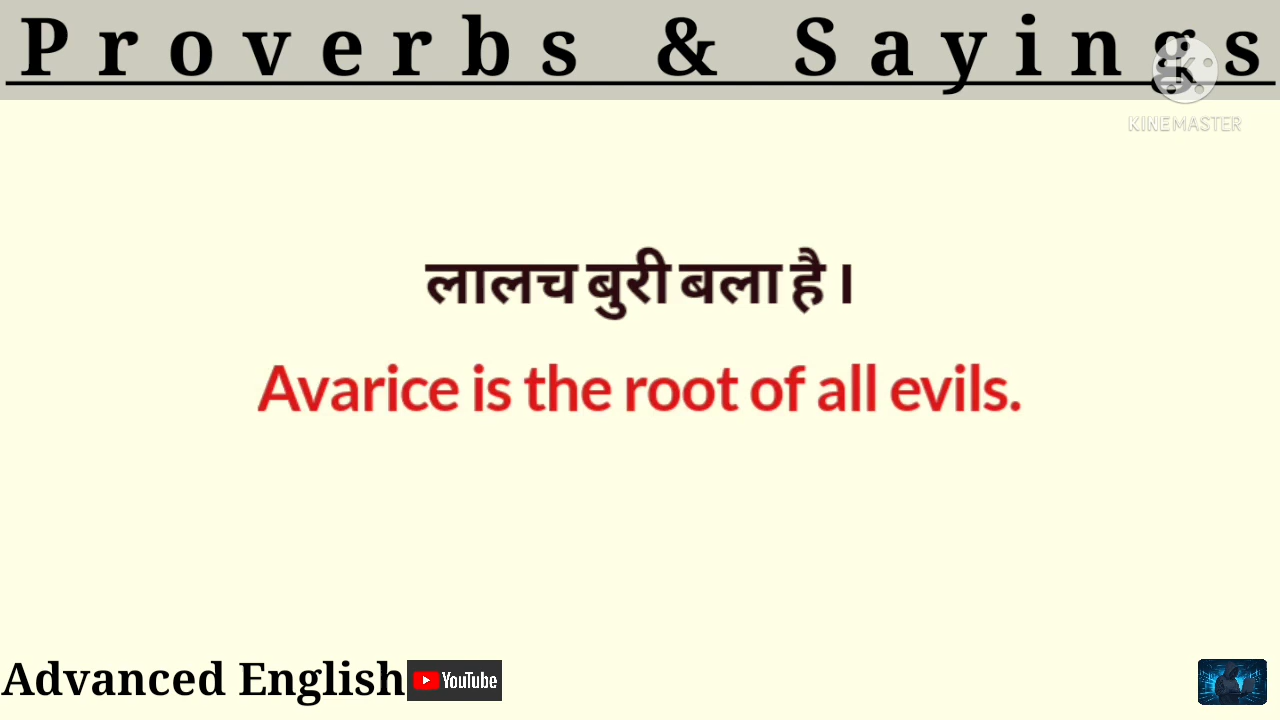 Proverbs & Sayings
KINEMASTER
लालच बुरी बला है ।
Avarice is the root of all evils.
Advanced English YouTube